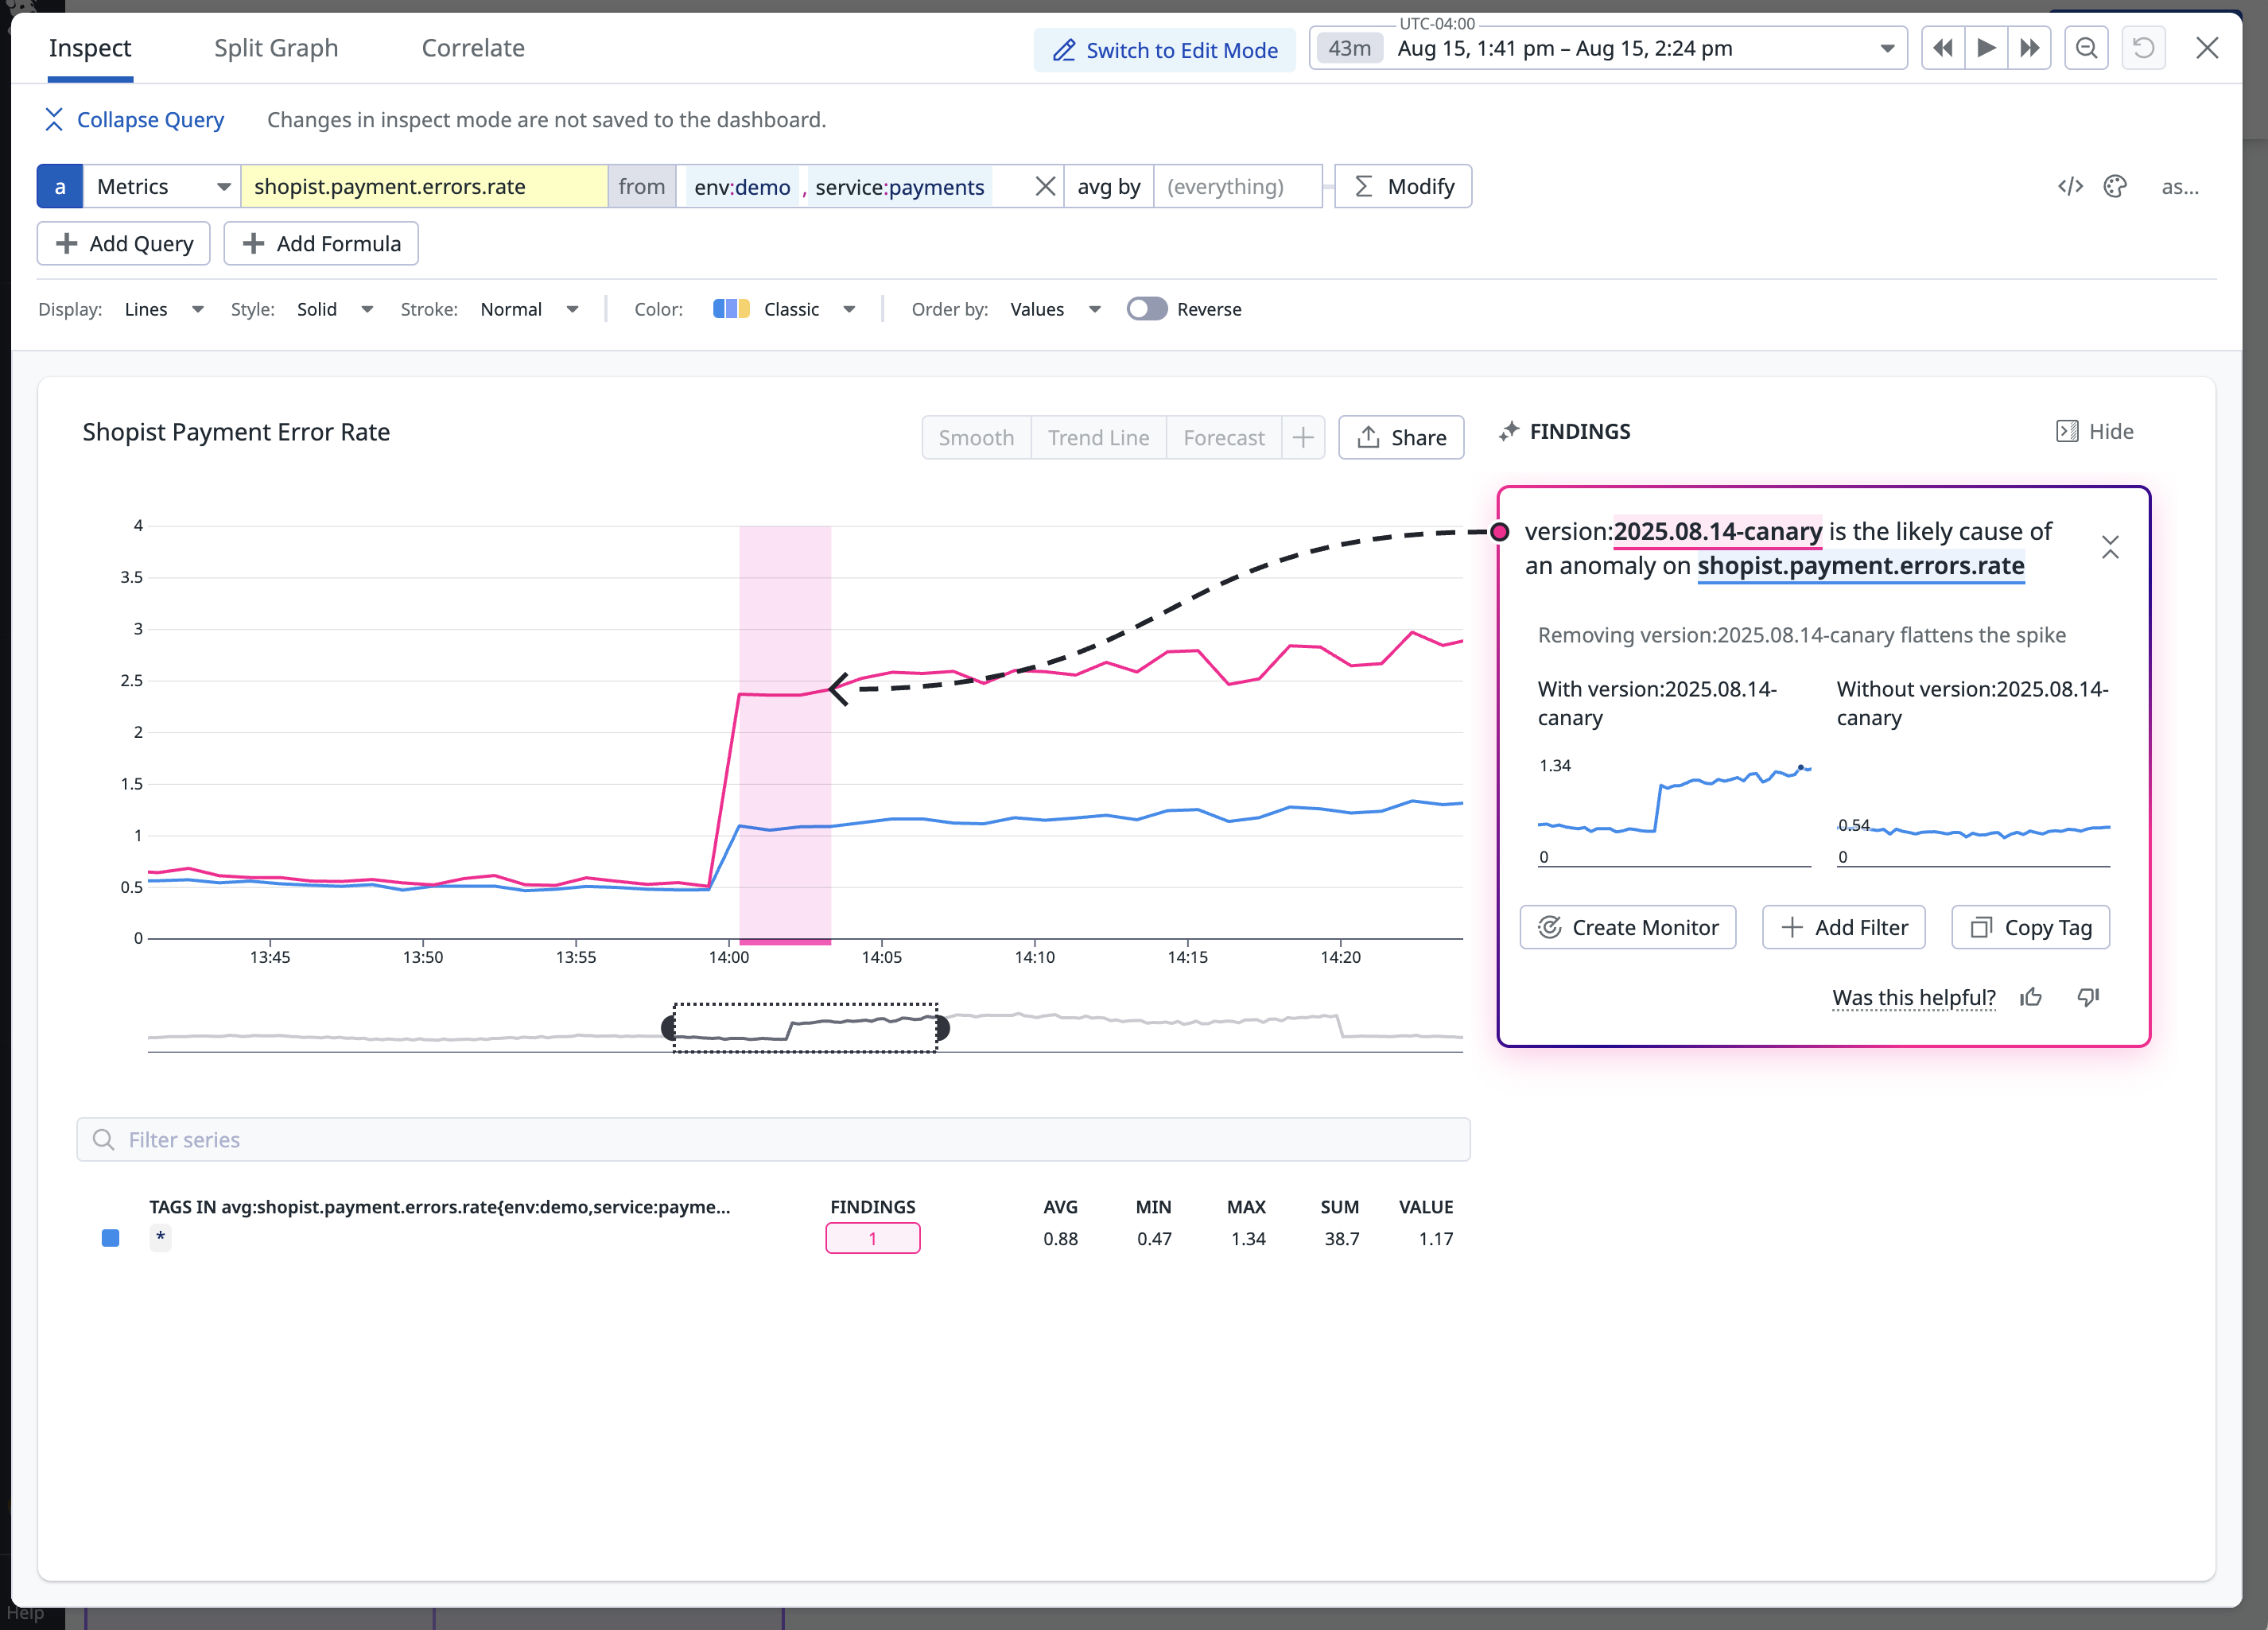 Inspect Split Graph Correlate Switch to Edit Mode UTC-04:00 43m Aug 15, 1:41 pm – Aug 15, 2:24 pm
Collapse Query Changes in inspect mode are not saved to the dashboard.
a Metrics shopist.payment.errors.rate from env:demo , service:payments avg by (everything) Σ Modify </> as...
+ Add Query + Add Formula
Display: Lines Style: Solid Stroke: Normal Color: Classic Order by: Values Reverse
Shopist Payment Error Rate
Smooth Trend Line Forecast + Share
4
3.5
3
2.5
2
1.5
1
0.5
0
13:45 13:50 13:55 14:00 14:05 14:10 14:15 14:20
FINDINGS Hide
version:2025.08.14-canary is the likely cause of
an anomaly on shopist.payment.errors.rate
Removing version:2025.08.14-canary flattens the spike
With version:2025.08.14-
canary
1.34
0
Without version:2025.08.14-
canary
0.54
0
Create Monitor + Add Filter Copy Tag
Was this helpful?
Filter series
TAGS IN avg:shopist.payment.errors.rate{env:demo,service:payme... FINDINGS AVG MIN MAX SUM VALUE
* 1 0.88 0.47 1.34 38.7 1.17
Help